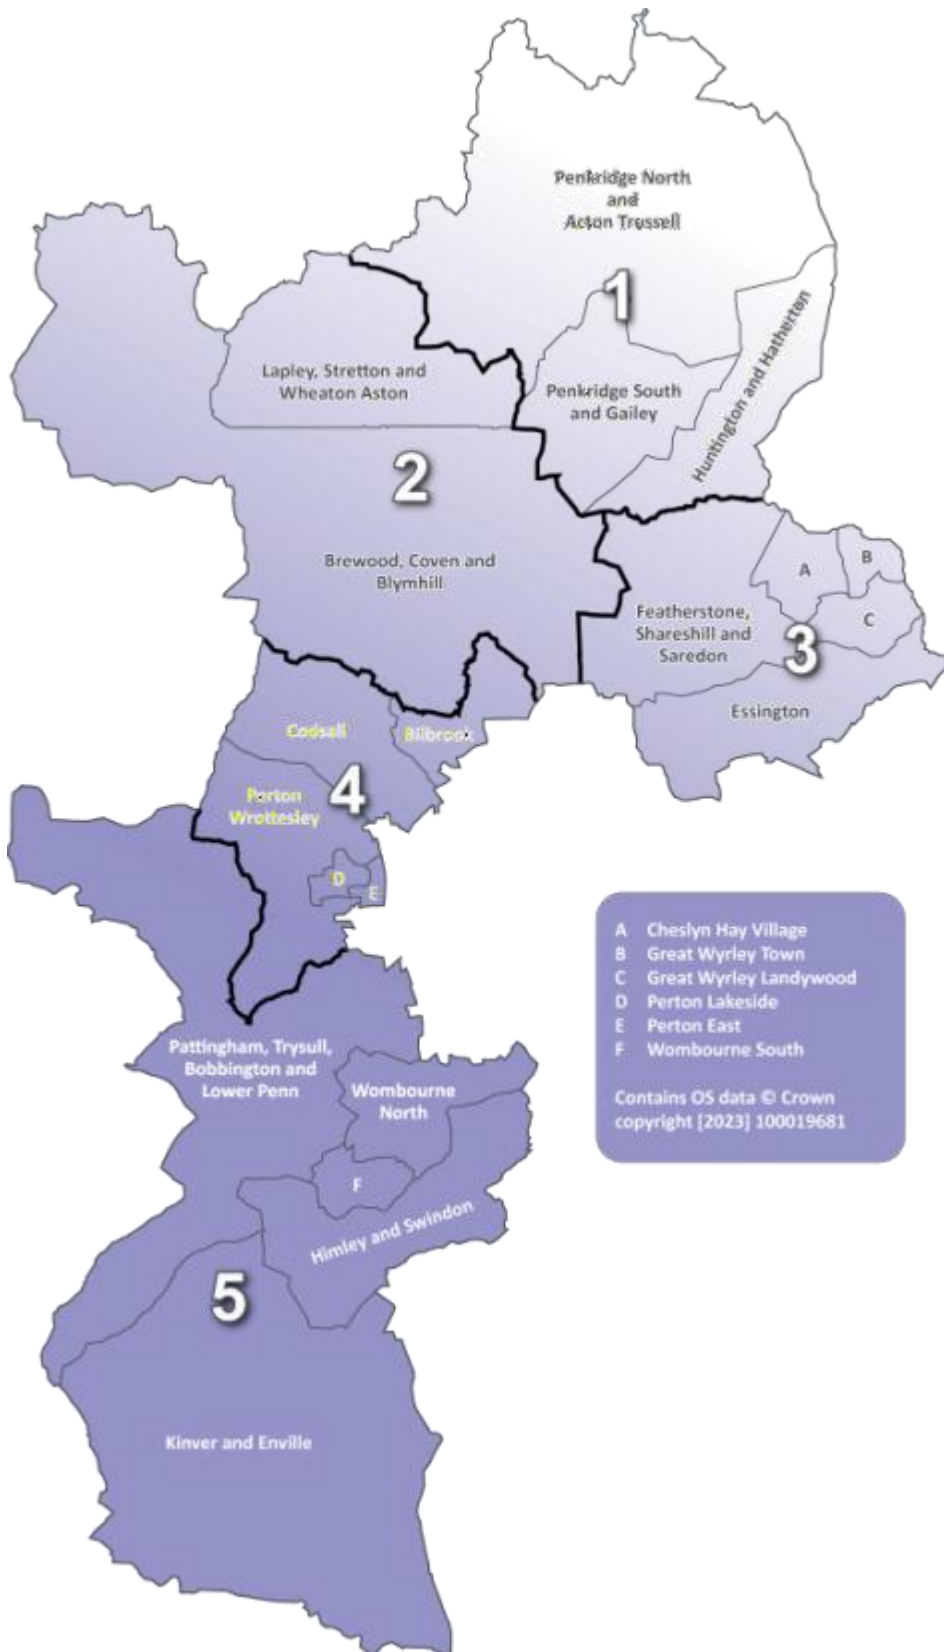 Penkridge North
and
Acton Trussell
1
Huntington and Hatherton
Lapley, Stretton and
Wheaton Aston
Penkridge South
and Gailey
2
Brewood, Coven and
Blymhill
A
B
C
Featherstone,
Shareshill and
Saredon
3
Essington
Codsall
Bilbrook
4
Perton
Wrottesley
D
E
A Cheslyn Hay Village
B Great Wyrley Town
C Great Wyrley Landywood
D Perton Lakeside
E Perton East
F Wombourne South
Contains OS data © Crown
copyright [2023] 100019681
Pattingham, Trysull,
Bobbington and
Lower Penn
Wombourne
North
F
Himley and Swindon
5
Kinver and Enville